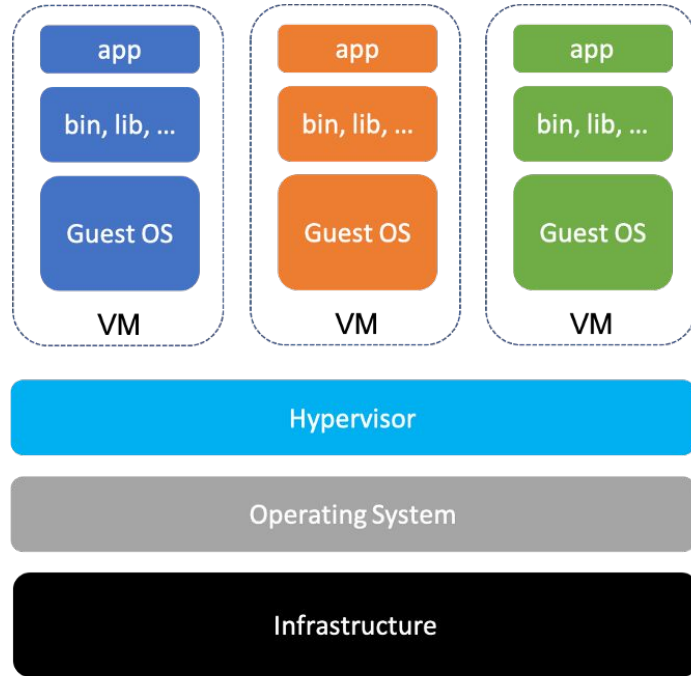 app
app
app
bin, lib, ...
bin, lib, ...
bin, lib, ...
Guest OS
Guest OS
Guest OS
VM
VM
VM
Hypervisor
Operating System
Infrastructure